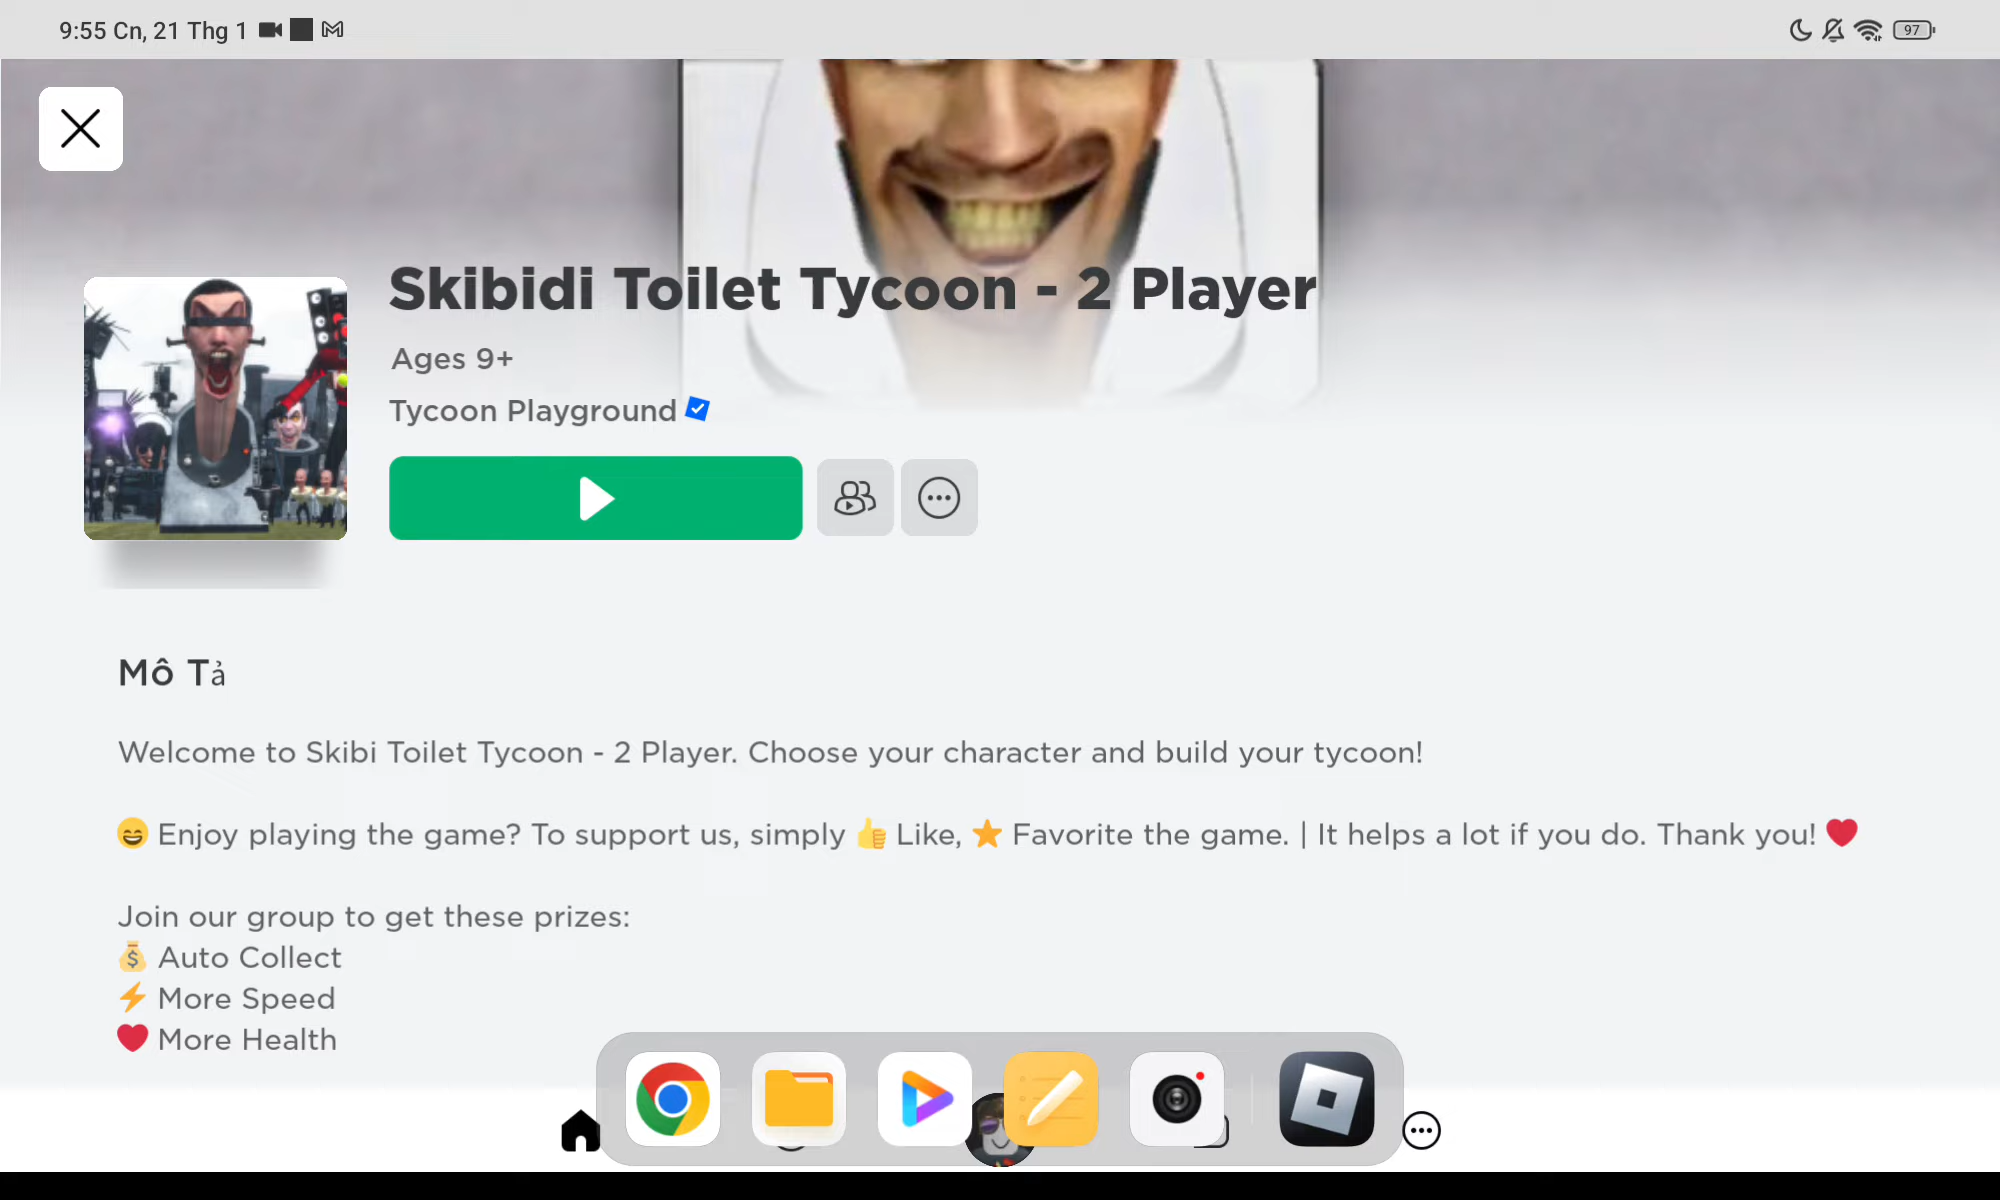 9:55 Cn, 21 Thg 1
97
Skibidi Toilet Tycoon - 2 Player
Ages 9+
Tycoon Playground
Mô Tả
Welcome to Skibi Toilet Tycoon - 2 Player. Choose your character and build your tycoon!
😄 Enjoy playing the game? To support us, simply 👍 Like, ⭐ Favorite the game. | It helps a lot if you do. Thank you! ❤️
Join our group to get these prizes:
💰 Auto Collect
⚡ More Speed
❤️ More Health